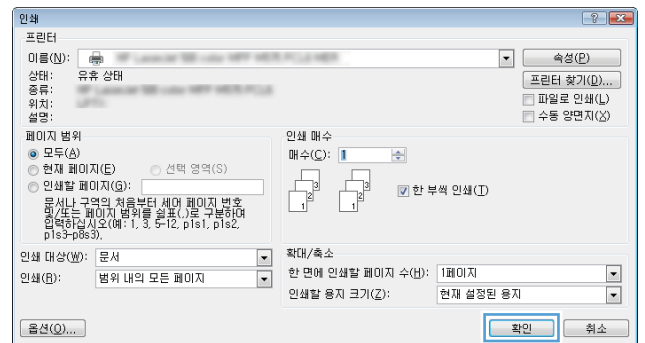 인쇄
프린터
이름(N):
속성(P)
상태: 유휴 상태
프린터 찾기(D)...
종류:
위치:
파일로 인쇄(L)
설명:
수동 양면지(X)
페이지 범위
모두(A)
현재 페이지(E) 선택 영역(S)
인쇄할 페이지(G):
문서나 구역의 처음부터 세어 페이지 번호
및/또는 페이지 범위를 쉼표(,)로 구분하여
입력하십시오(예: 1, 3, 5-12, p1s1, p1s2,
p1s3-p8s3).
인쇄 매수
매수(C): 1
3 3
2 2
1 1
한 부씩 인쇄(T)
인쇄 대상(W): 문서
인쇄(R): 범위 내의 모든 페이지
확대/축소
한 면에 인쇄할 페이지 수(H): 1페이지
인쇄할 용지 크기(Z): 현재 설정된 용지
옵션(O)...
확인
취소